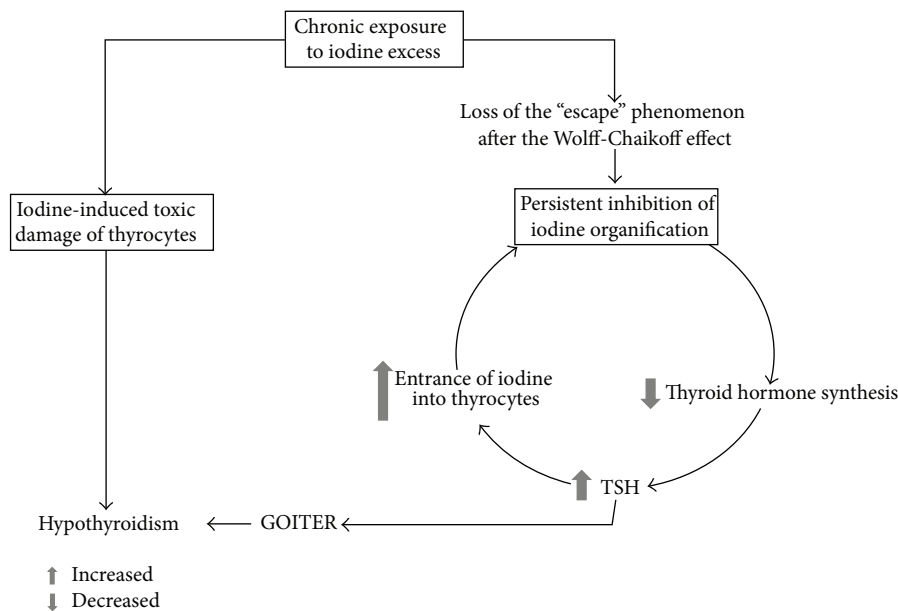 Chronic exposure
to iodine excess
Loss of the “escape” phenomenon
after the Wolff-Chaikoff effect
Iodine-induced toxic
damage of thyrocytes
Persistent inhibition of
iodine organification
Entrance of iodine
into thyrocytes
Thyroid hormone synthesis
TSH
Hypothyroidism
GOITER
Increased
Decreased